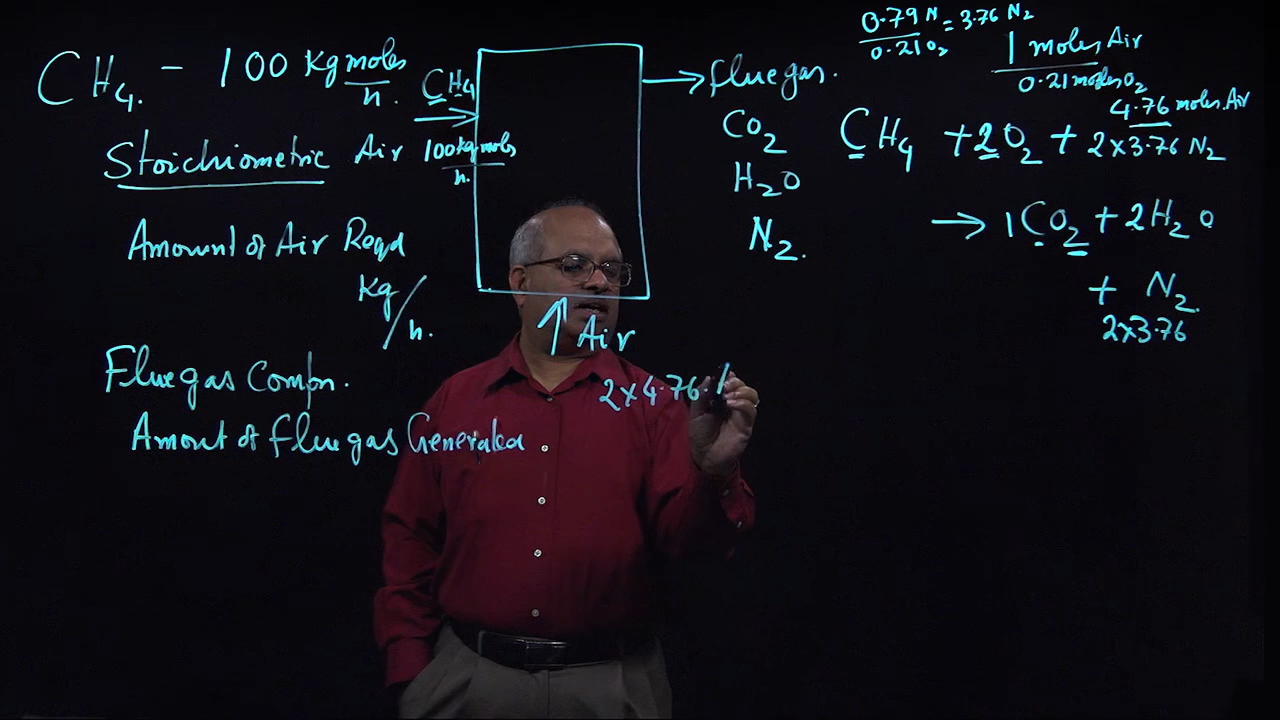 CH4. - 100 Kg moles/h.
Stoichiometric Air
Amount of Air Reqd
Kg/h.
Flue gas Compn.
Amount of flue gas Generated
CH4
100 kg moles/h.
Air
2×4.76.
flue gas.
CO2
H2O
N2.
0.79 N/0.21 O2 = 3.76 N2
1 moles Air/0.21 moles O2
4.76 moles Air
CH4 + 2O2 + 2×3.76 N2
→ 1CO2 + 2H2O
+ N2.
2×3.76